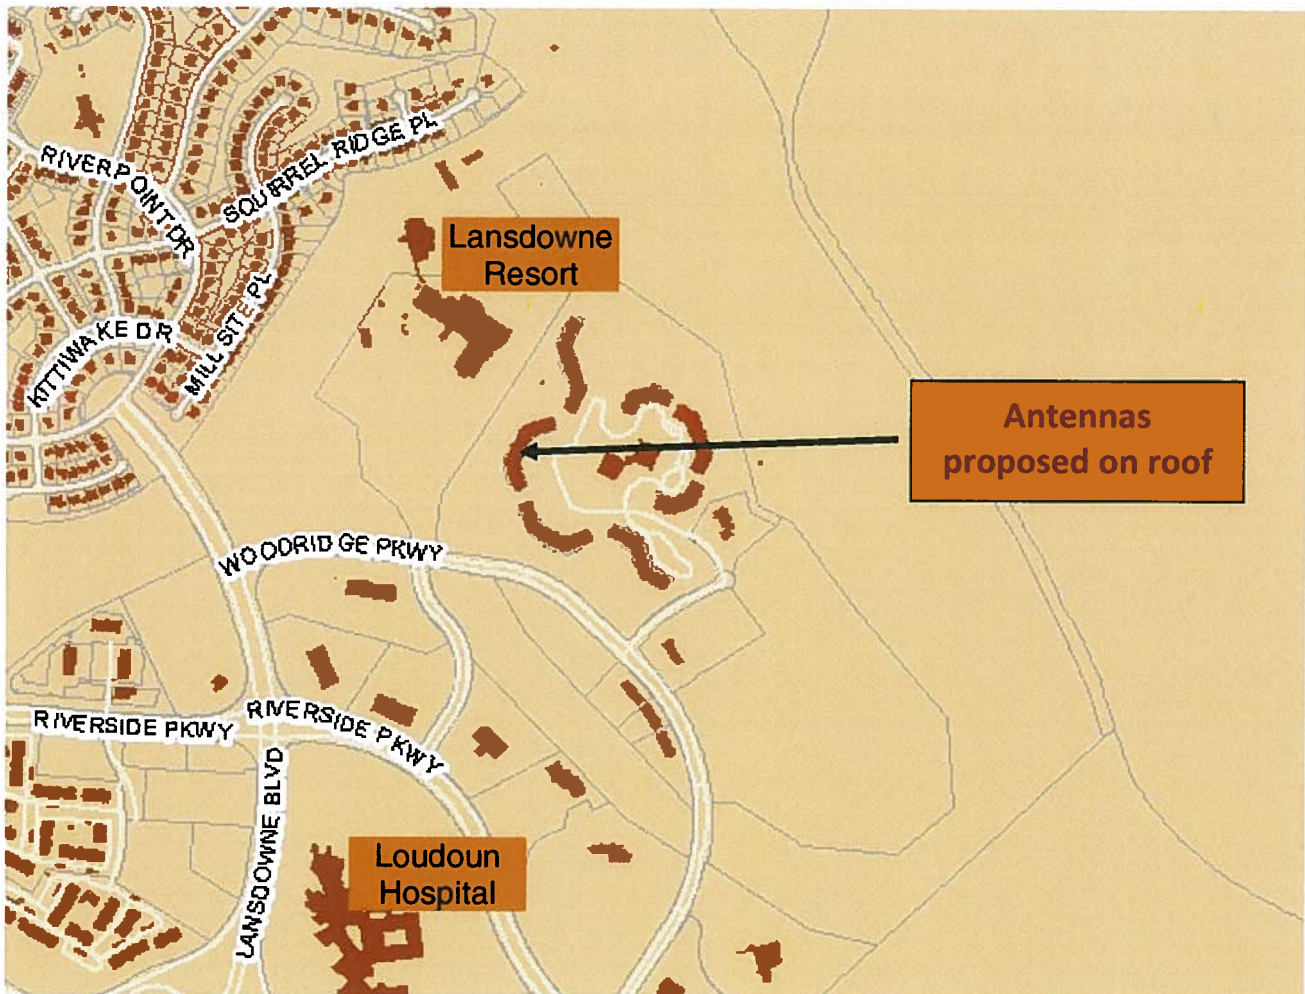 RIVERPOINT DR
SQUIRREL RIDGE PL
Lansdowne
Resort
KITTIWAKE DR
MILL SITE PL
Antennas
proposed on roof
WOODRIDGE PKWY
RIVERSIDE PKWY
RIVERSIDE PKWY
LANSDOWNE BLVD
Loudoun
Hospital